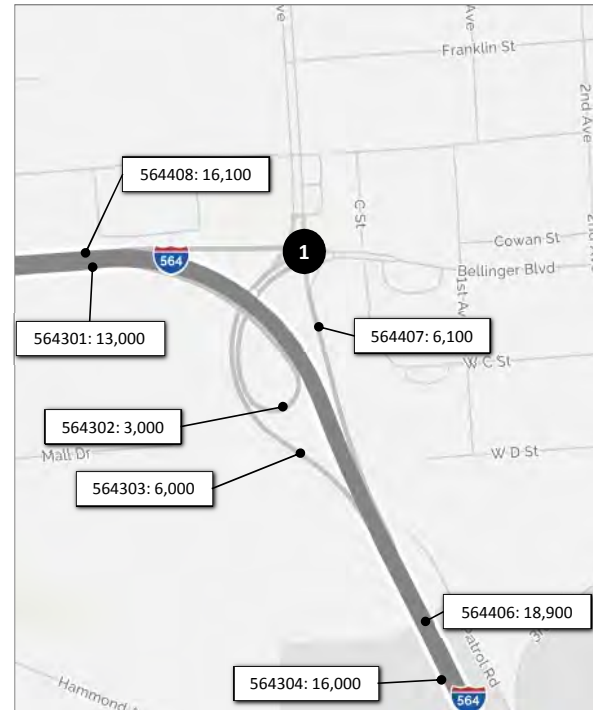 ve
Ave
Franklin St
2nd Ave
564408: 16,100
C St
1
Cowan St
564
Bellinger Blvd
1st Av
564301: 13,000
564407: 6,100
W C St
564302: 3,000
Mall Dr
W D St
564303: 6,000
564406: 18,900
Patrol Rd
564304: 16,000
Hammond A
564